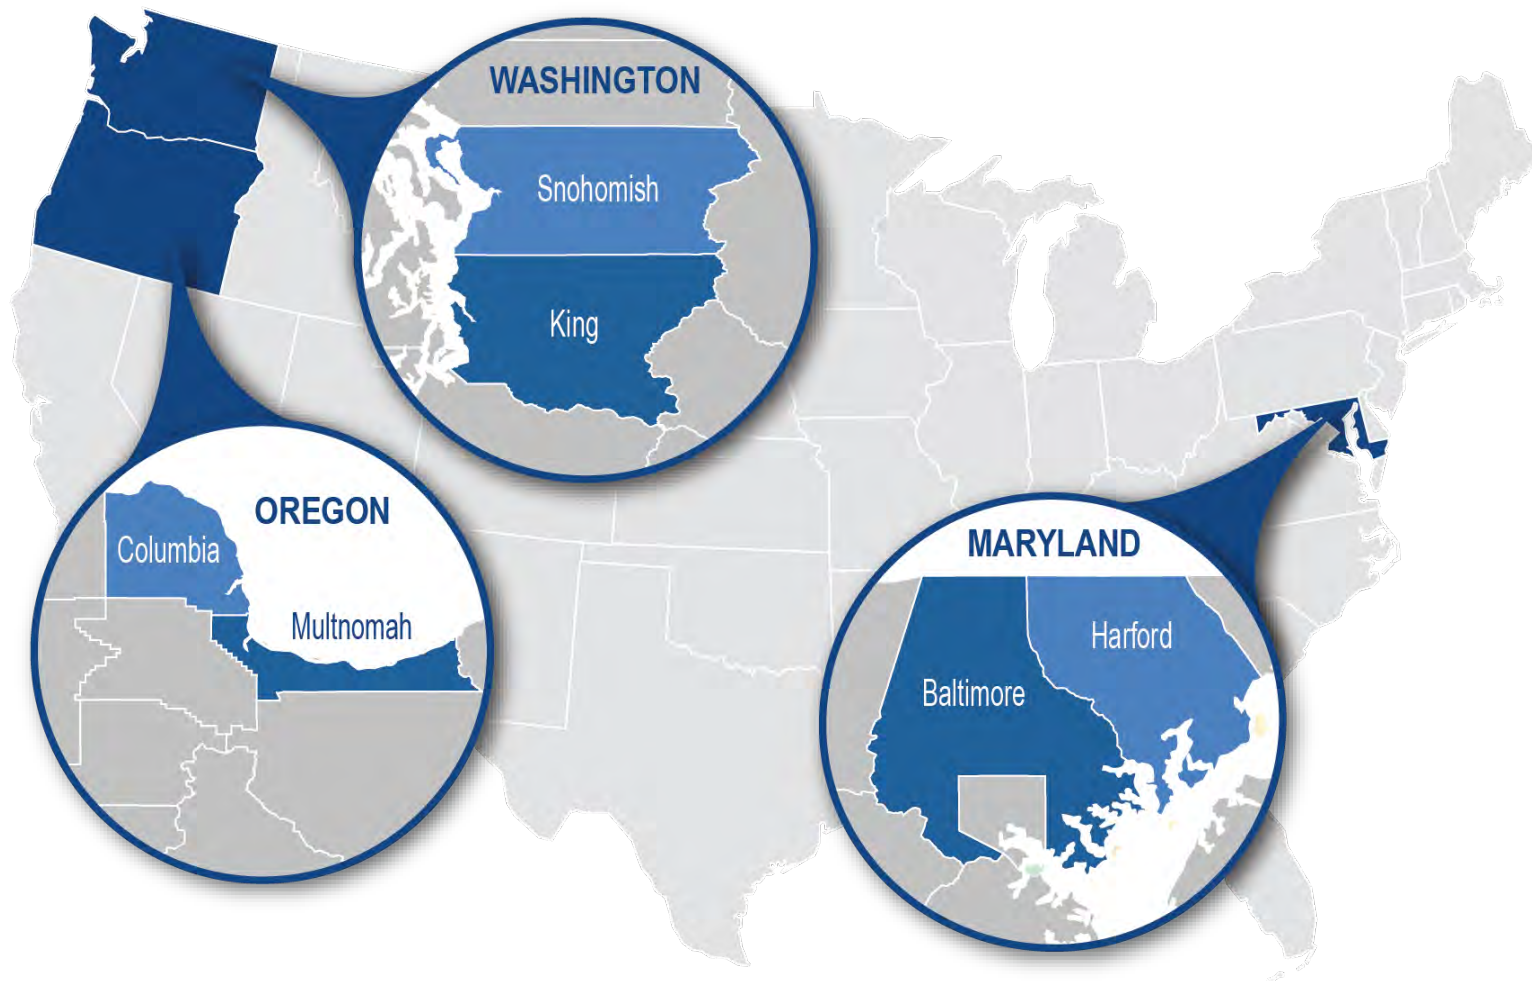 WASHINGTON
Snohomish
King
OREGON
Columbia
Multnomah
MARYLAND
Harford
Baltimore